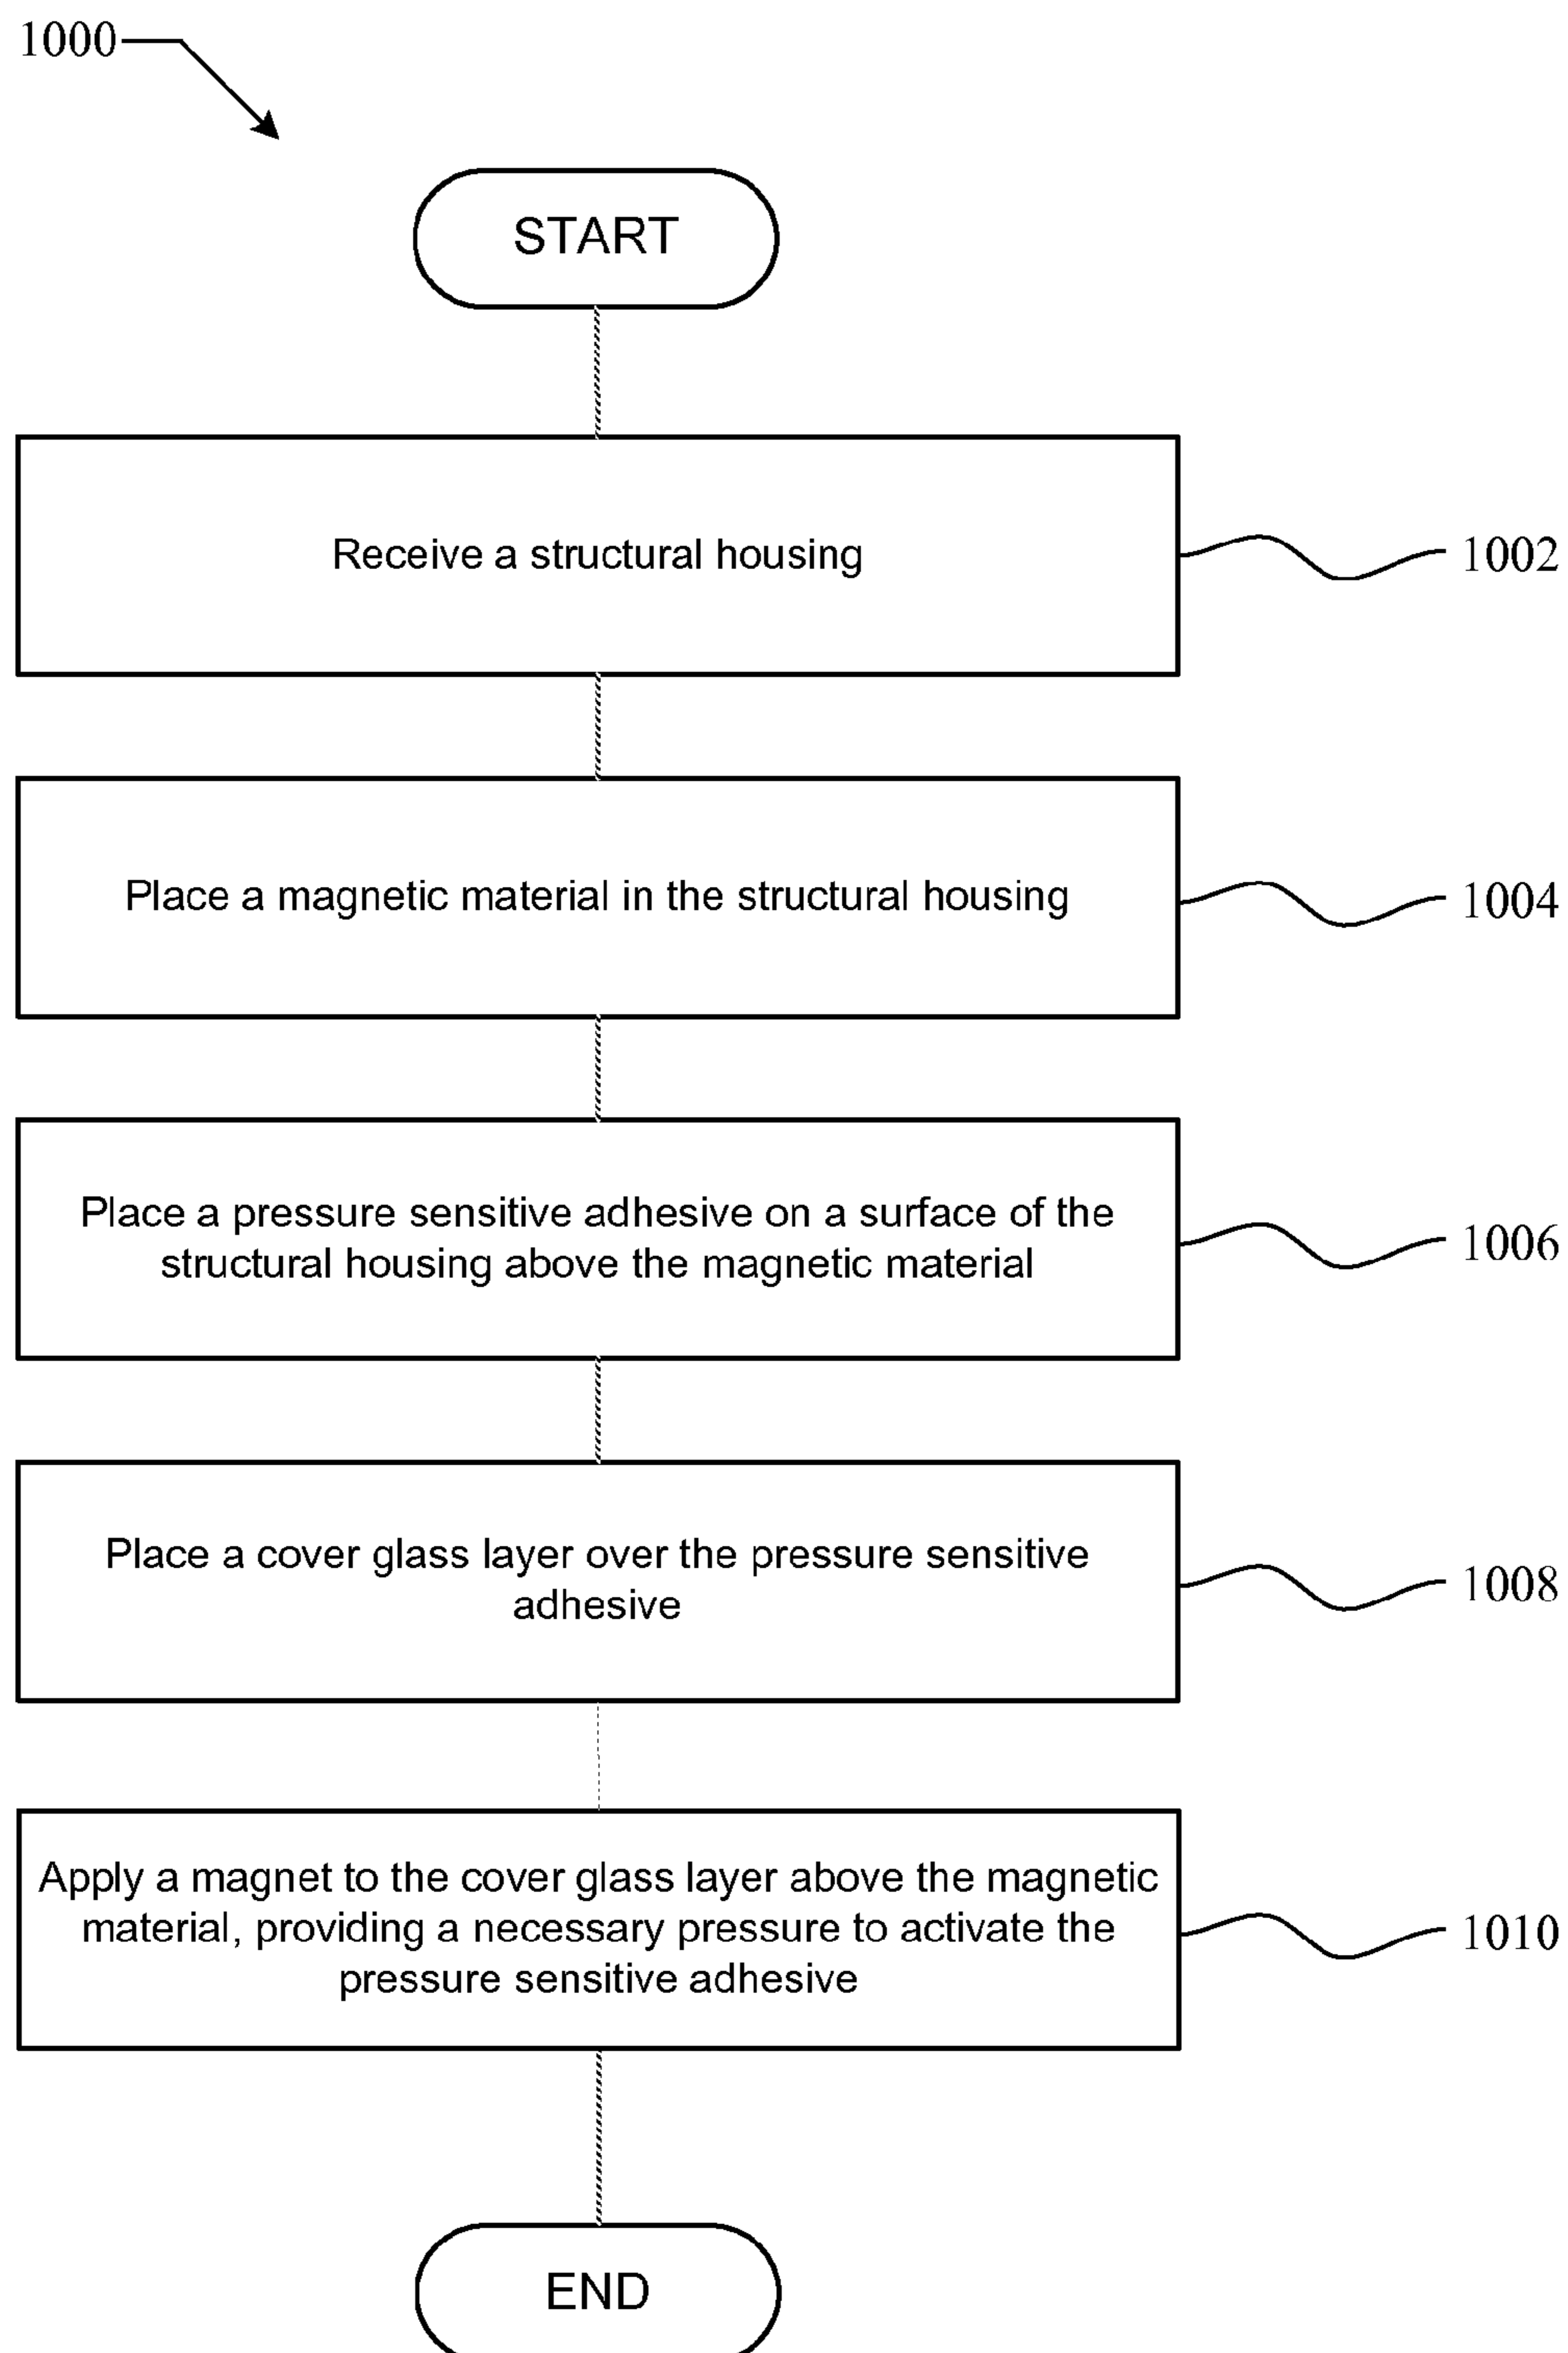 1000
START
Receive a structural housing
1002
Place a magnetic material in the structural housing
1004
Place a pressure sensitive adhesive on a surface of the
structural housing above the magnetic material
1006
Place a cover glass layer over the pressure sensitive
adhesive
1008
Apply a magnet to the cover glass layer above the magnetic
material, providing a necessary pressure to activate the
pressure sensitive adhesive
1010
END